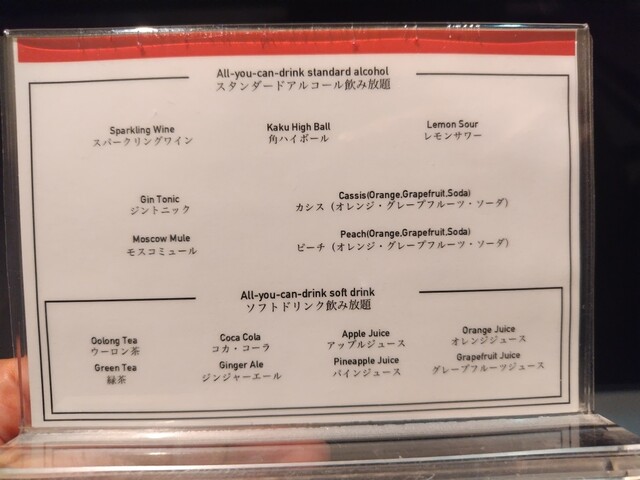 All-you-can-drink standard alcohol
スタンダードアルコール飲み放題
Sparkling Wine
スパークリングワイン
Kaku High Ball
角ハイボール
Lemon Sour
レモンサワー
Gin Tonic
ジントニック
Cassis(Orange,Grapefruit,Soda)
カシス（オレンジ・グレープフルーツ・ソーダ）
Moscow Mule
モスコミュール
Peach(Orange,Grapefruit,Soda)
ピーチ（オレンジ・グレープフルーツ・ソーダ）
All-you-can-drink soft drink
ソフトドリンク飲み放題
Oolong Tea
ウーロン茶
Coca Cola
コカ・コーラ
Apple Juice
アップルジュース
Orange Juice
オレンジジュース
Green Tea
緑茶
Ginger Ale
ジンジャーエール
Pineapple Juice
パインジュース
Grapefruit Juice
グレープフルーツジュース